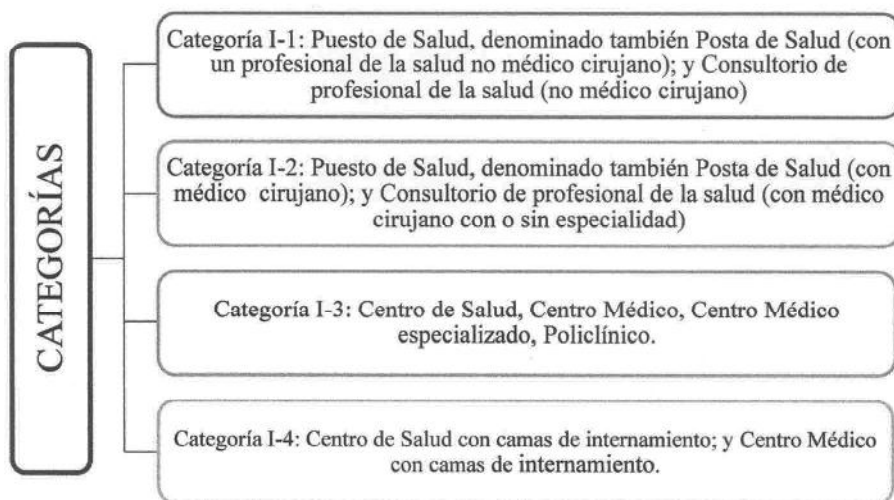 CATEGORÍAS
Categoría I-1: Puesto de Salud, denominado también Posta de Salud (con
un profesional de la salud no médico cirujano); y Consultorio de
profesional de la salud (no médico cirujano)
Categoría I-2: Puesto de Salud, denominado también Posta de Salud (con
médico cirujano); y Consultorio de profesional de la salud (con médico
cirujano con o sin especialidad)
Categoría I-3: Centro de Salud, Centro Médico, Centro Médico
especializado, Policlínico.
Categoría I-4: Centro de Salud con camas de internamiento; y Centro Médico
con camas de internamiento.